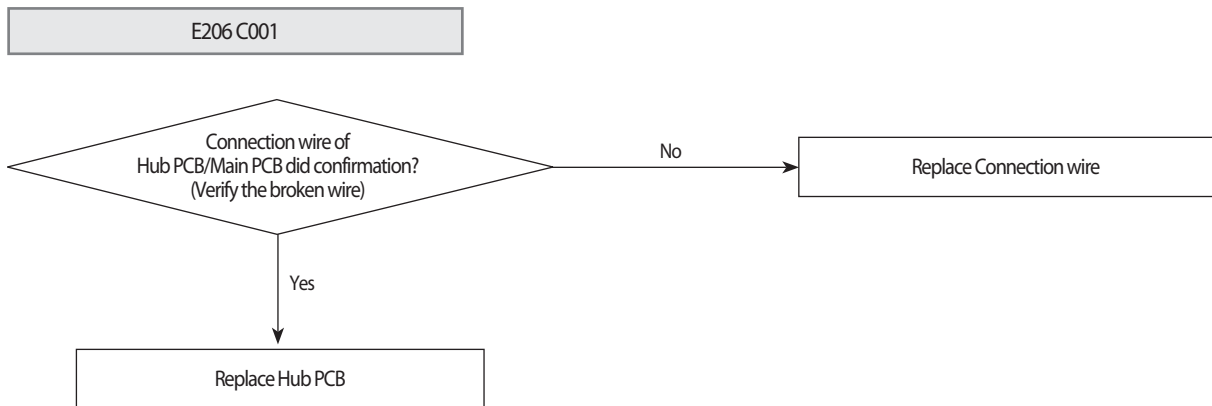 E206 C001
Connection wire of
Hub PCB/Main PCB did confirmation?
(Verify the broken wire)
No
Replace Connection wire
Yes
Replace Hub PCB